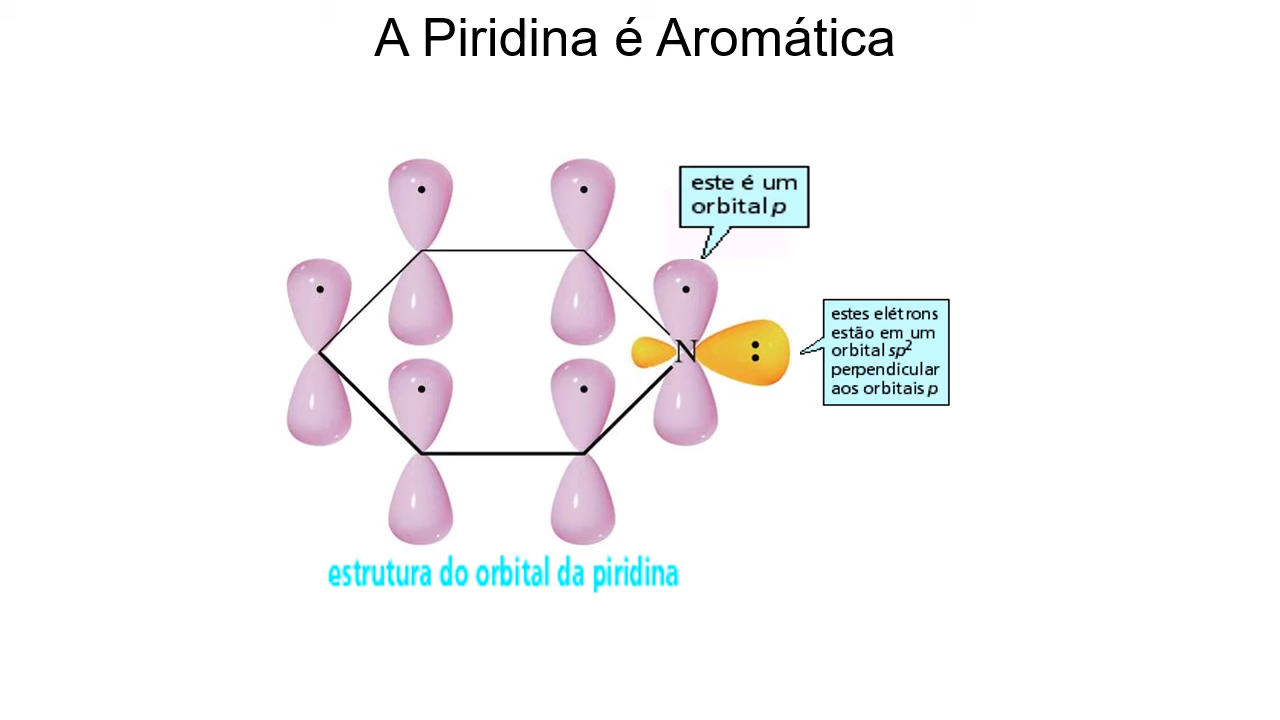 A Piridina é Aromática
este é um
orbital p
N
estes elétrons
estão em um
orbital sp²
perpendicular
aos orbitais p
estrutura do orbital da piridina